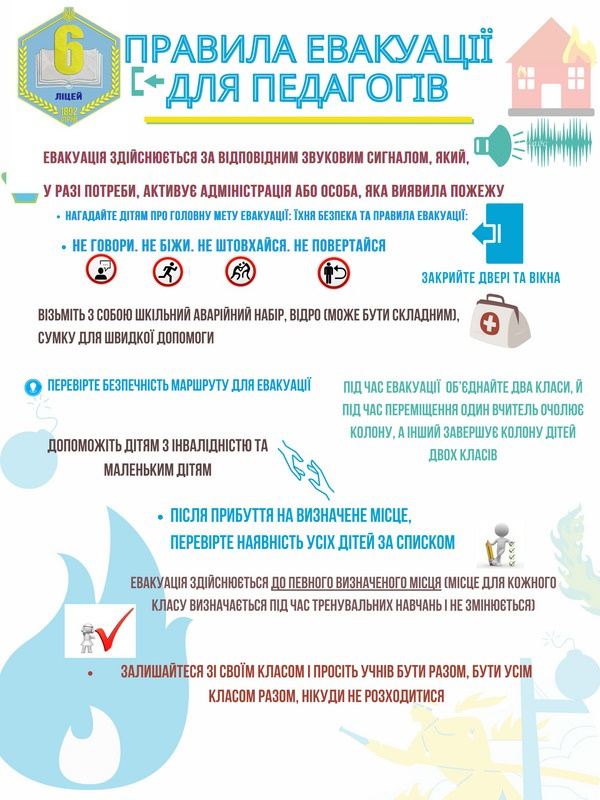 6
ЛІЦЕЙ
1892
ПРАВИЛА ЕВАКУАЦІЇ
ДЛЯ ПЕДАГОГІВ
ЕВАКУАЦІЯ ЗДІЙСНЮЄТЬСЯ ЗА ВІДПОВІДНИМ ЗВУКОВИМ СИГНАЛОМ, ЯКИЙ,
У РАЗІ ПОТРЕБИ, АКТИВУЄ АДМІНІСТРАЦІЯ АБО ОСОБА, ЯКА ВИЯВИЛА ПОЖЕЖУ
• НАГАДАЙТЕ ДІТЯМ ПРО ГОЛОВНУ МЕТУ ЕВАКУАЦІЇ: ЇХНЯ БЕЗПЕКА ТА ПРАВИЛА ЕВАКУАЦІЇ:
• НЕ ГОВОРИ. НЕ БІЖИ. НЕ ШТОВХАЙСЯ. НЕ ПОВЕРТАЙСЯ
ЗАКРИЙТЕ ДВЕРІ ТА ВІКНА
ВІЗЬМІТЬ З СОБОЮ ШКІЛЬНИЙ АВАРІЙНИЙ НАБІР, ВІДРО (МОЖЕ БУТИ СКЛАДНИМ),
СУМКУ ДЛЯ ШВИДКОЇ ДОПОМОГИ
ПЕРЕВІРТЕ БЕЗПЕЧНІСТЬ МАРШРУТУ ДЛЯ ЕВАКУАЦІЇ
ПІД ЧАС ЕВАКУАЦІЇ ОБ'ЄДНАЙТЕ ДВА КЛАСИ, Й
ПІД ЧАС ПЕРЕМІЩЕННЯ ОДИН ВЧИТЕЛЬ ОЧОЛЮЄ
КОЛОНУ, А ІНШИЙ ЗАВЕРШУЄ КОЛОНУ ДІТЕЙ
ДВОХ КЛАСІВ
ДОПОМОЖІТЬ ДІТЯМ З ІНВАЛІДНІСТЮ ТА
МАЛЕНЬКИМ ДІТЯМ
• ПІСЛЯ ПРИБУТТЯ НА ВИЗНАЧЕНЕ МІСЦЕ,
ПЕРЕВІРТЕ НАЯВНІСТЬ УСІХ ДІТЕЙ ЗА СПИСКОМ
ЕВАКУАЦІЯ ЗДІЙСНЮЄТЬСЯ ДО ПЕВНОГО ВИЗНАЧЕНОГО МІСЦЯ (МІСЦЕ ДЛЯ КОЖНОГО
КЛАСУ ВИЗНАЧАЄТЬСЯ ПІД ЧАС ТРЕНУВАЛЬНИХ НАВЧАНЬ І НЕ ЗМІНЮЄТЬСЯ)
• ЗАЛИШАЙТЕСЯ ЗІ СВОЇМ КЛАСОМ І ПРОСІТЬ УЧНІВ БУТИ РАЗОМ, БУТИ УСІМ
КЛАСОМ РАЗОМ, НІКУДИ НЕ РОЗХОДИТИСЯ